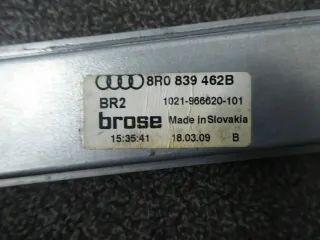 8R0 839 462B
BR2 1021-966620-101
brose Made in Slovakia
15:35:41 18.03.09 B